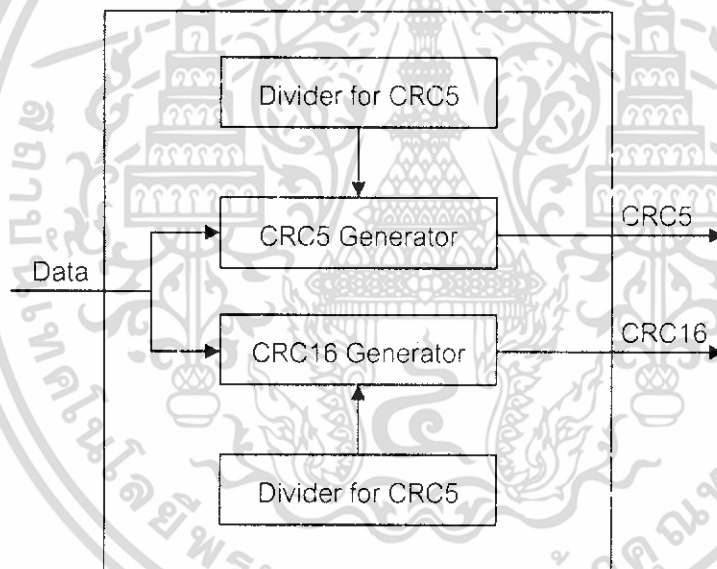 Divider for CRC5
CRC5 Generator
CRC5
Data
CRC16 Generator
CRC16
Divider for CRC5